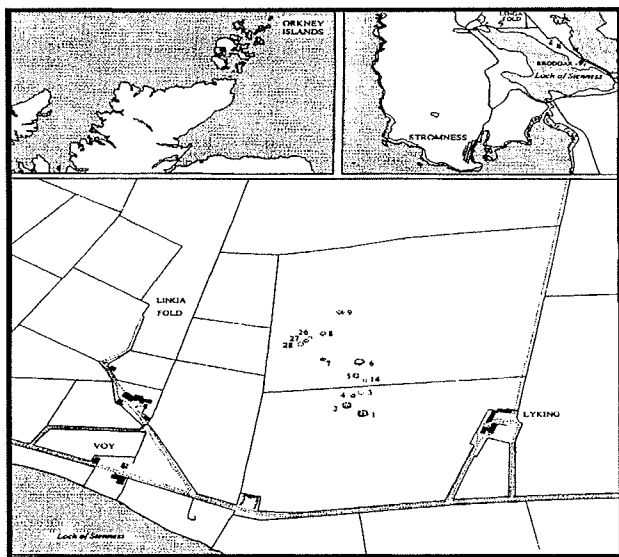 ORKNEY
ISLANDS
LINGA
FOLD
BRODGAR
Loch of Stenness
STROMNESS
LINGA
FOLD
9
26
8
27
28
7
6
5
14
4
3
2
1
LYKING
VOY
Loch of Stenness